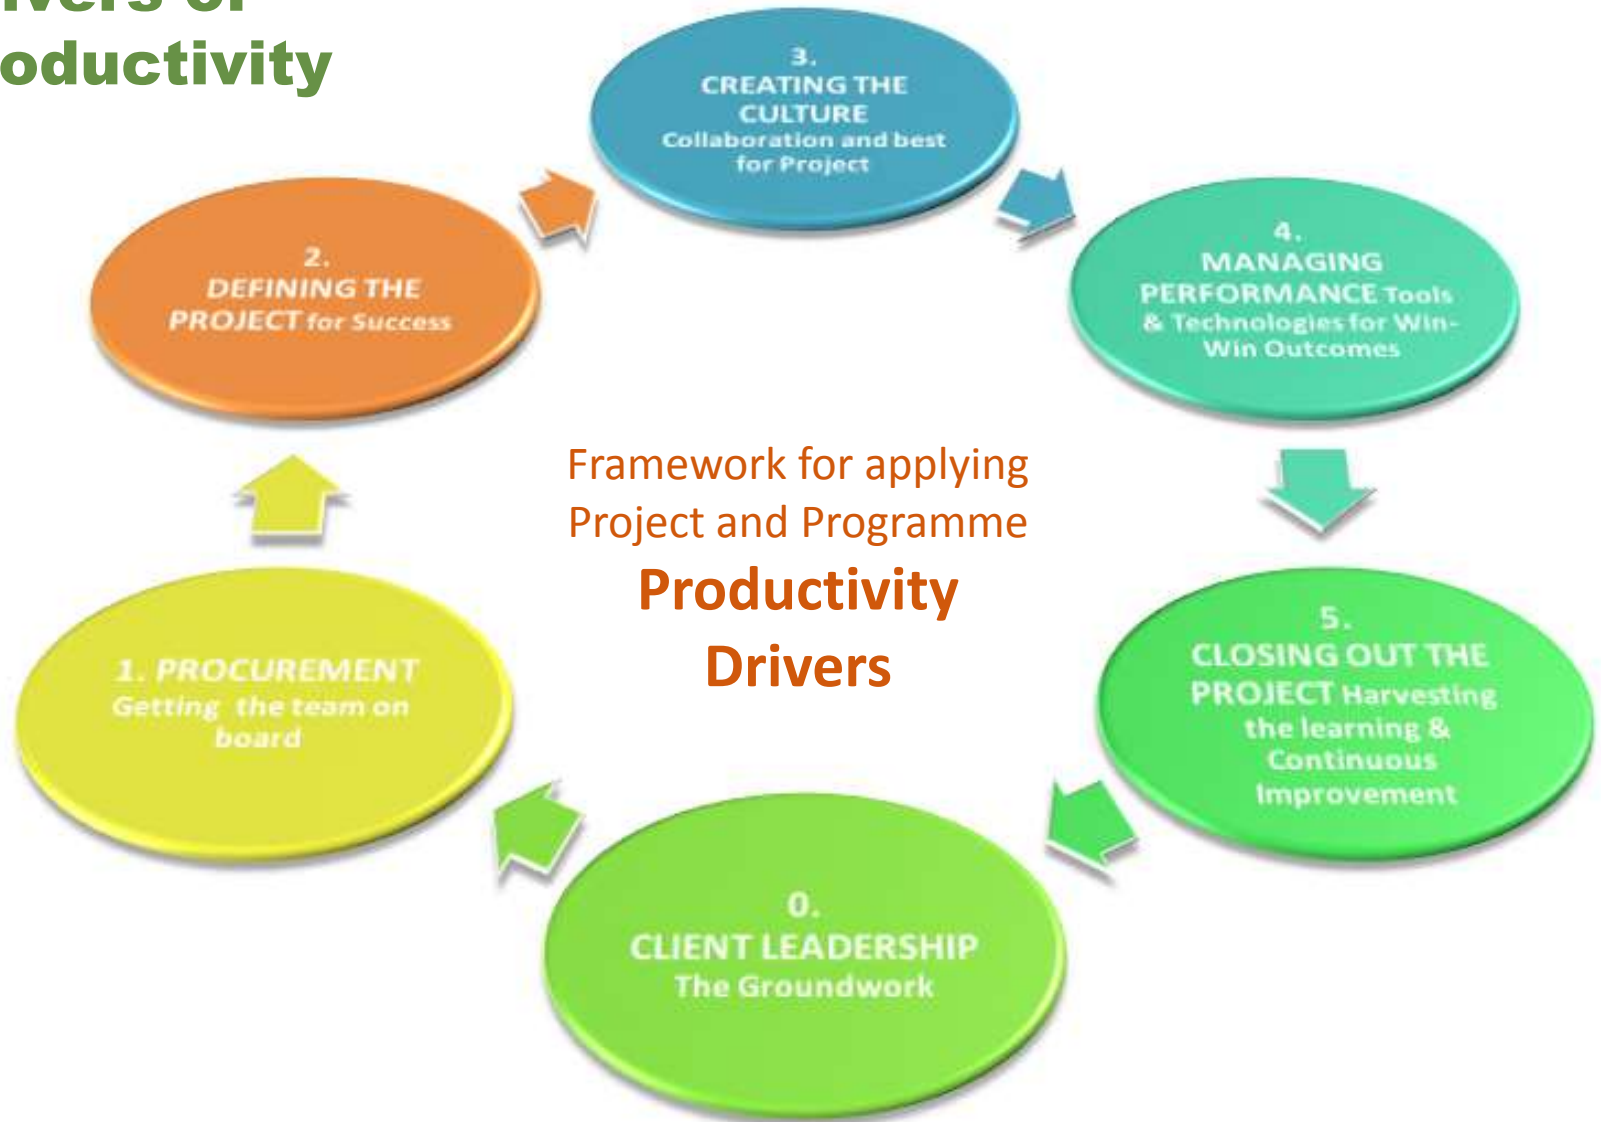 ivers of
oductivity
3.
CREATING THE
CULTURE
Collaboration and best
for Project
2.
DEFINING THE
PROJECT for Success
4.
MANAGING
PERFORMANCE Tools
& Technologies for Win-
Win Outcomes
Framework for applying
Project and Programme
Productivity
Drivers
1. PROCUREMENT
Getting the team on
board
5.
CLOSING OUT THE
PROJECT Harvesting
the learning &
Continuous
Improvement
0.
CLIENT LEADERSHIP
The Groundwork